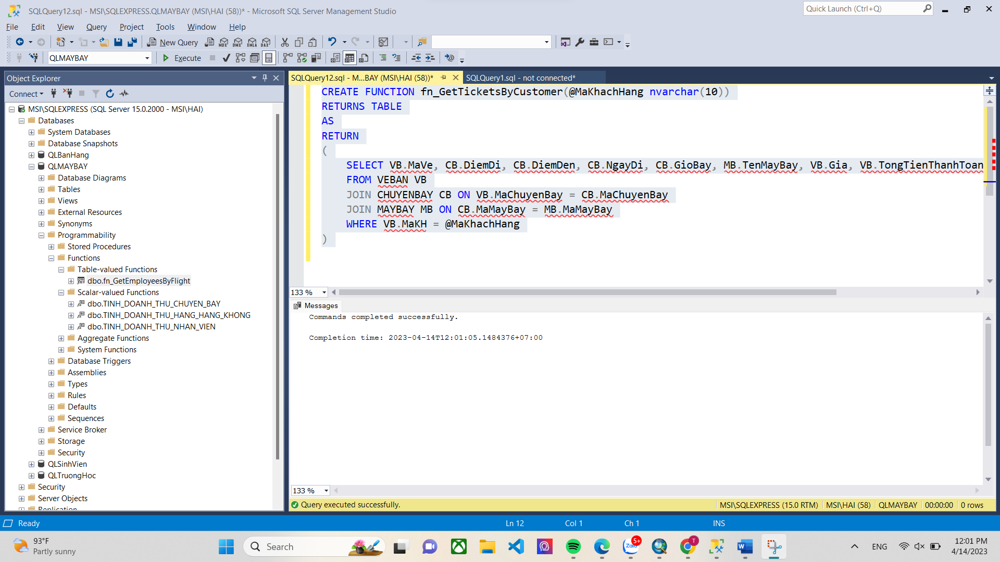 SQLQuery12.sql - MSI\SQLEXPRESS.QLMAYBAY (MSI\HAI (58))* - Microsoft SQL Server Management Studio
Quick Launch (Ctrl+Q)
File Edit View Query Project Tools Window Help
New Query
MDX DMX XMLA DAX
QLMAYBAY
Execute
Object Explorer
Connect
MSI\SQLEXPRESS (SQL Server 15.0.2000 - MSI\HAI)
Databases
System Databases
Database Snapshots
QLBanHang
QLMAYBAY
Database Diagrams
Tables
Views
External Resources
Synonyms
Programmability
Stored Procedures
Functions
Table-valued Functions
dbo.fn_GetEmployeesByFlight
Scalar-valued Functions
dbo.TINH_DOANH_THU_CHUYEN_BAY
dbo.TINH_DOANH_THU_HANG_HANG_KHONG
dbo.TINH_DOANH_THU_NHAN_VIEN
Aggregate Functions
System Functions
Database Triggers
Assemblies
Types
Rules
Defaults
Sequences
Service Broker
Storage
Security
QLSinhVien
QLTruongHoc
Security
Server Objects
Replication
SQLQuery12.sql - M...BAY (MSI\HAI (58))*
SQLQuery1.sql - not connected*
CREATE FUNCTION fn_GetTicketsByCustomer(@MaKhachHang nvarchar(10))
RETURNS TABLE
AS
RETURN
(
SELECT VB.MaVe, CB.DiemDi, CB.DiemDen, CB.NgayDi, CB.GioBay, MB.TenMayBay, VB.Gia, VB.TongTienThanhToan
FROM VEBAN VB
JOIN CHUYENBAY CB ON VB.MaChuyenBay = CB.MaChuyenBay
JOIN MAYBAY MB ON CB.MaMayBay = MB.MaMayBay
WHERE VB.MaKH = @MaKhachHang
)
133 %
Messages
Commands completed successfully.
Completion time: 2023-04-14T12:01:05.1484376+07:00
133 %
Query executed successfully.
MSI\SQLEXPRESS (15.0 RTM) MSI\HAI (58) QLMAYBAY 00:00:00 0 rows
Ready
Ln 12
Col 1
Ch 1
INS
93°F
Partly sunny
Search
Zalo
5+
T
ENG
12:01 PM
4/14/2023